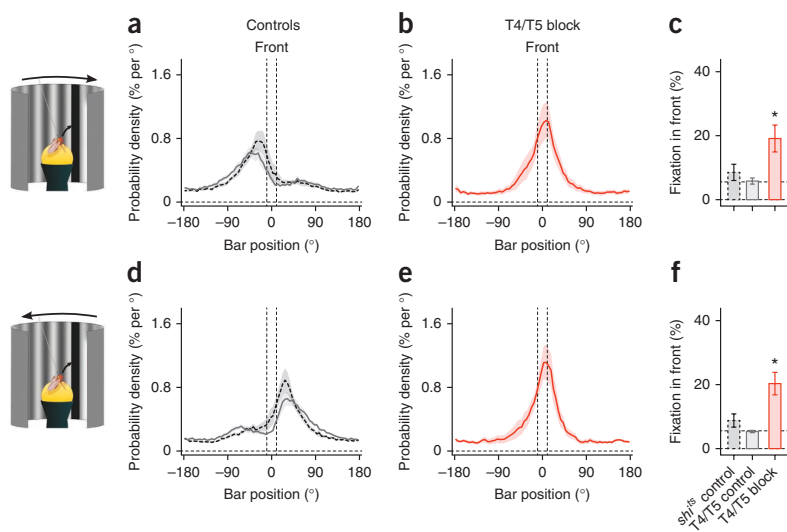 a
Controls
Front
Probability density (% per °)
1.6
0.8
0
−180
−90
0
90
180
Bar position (°)
b
T4/T5 block
Front
Probability density (% per °)
1.6
0.8
0
−180
−90
0
90
180
Bar position (°)
c
Fixation in front (%)
40
20
0
*
d
Probability density (% per °)
1.6
0.8
0
−180
−90
0
90
180
Bar position (°)
e
Probability density (% per °)
1.6
0.8
0
−180
−90
0
90
180
Bar position (°)
f
Fixation in front (%)
40
20
0
*
shi ts control
T4/T5 control
T4/T5 block